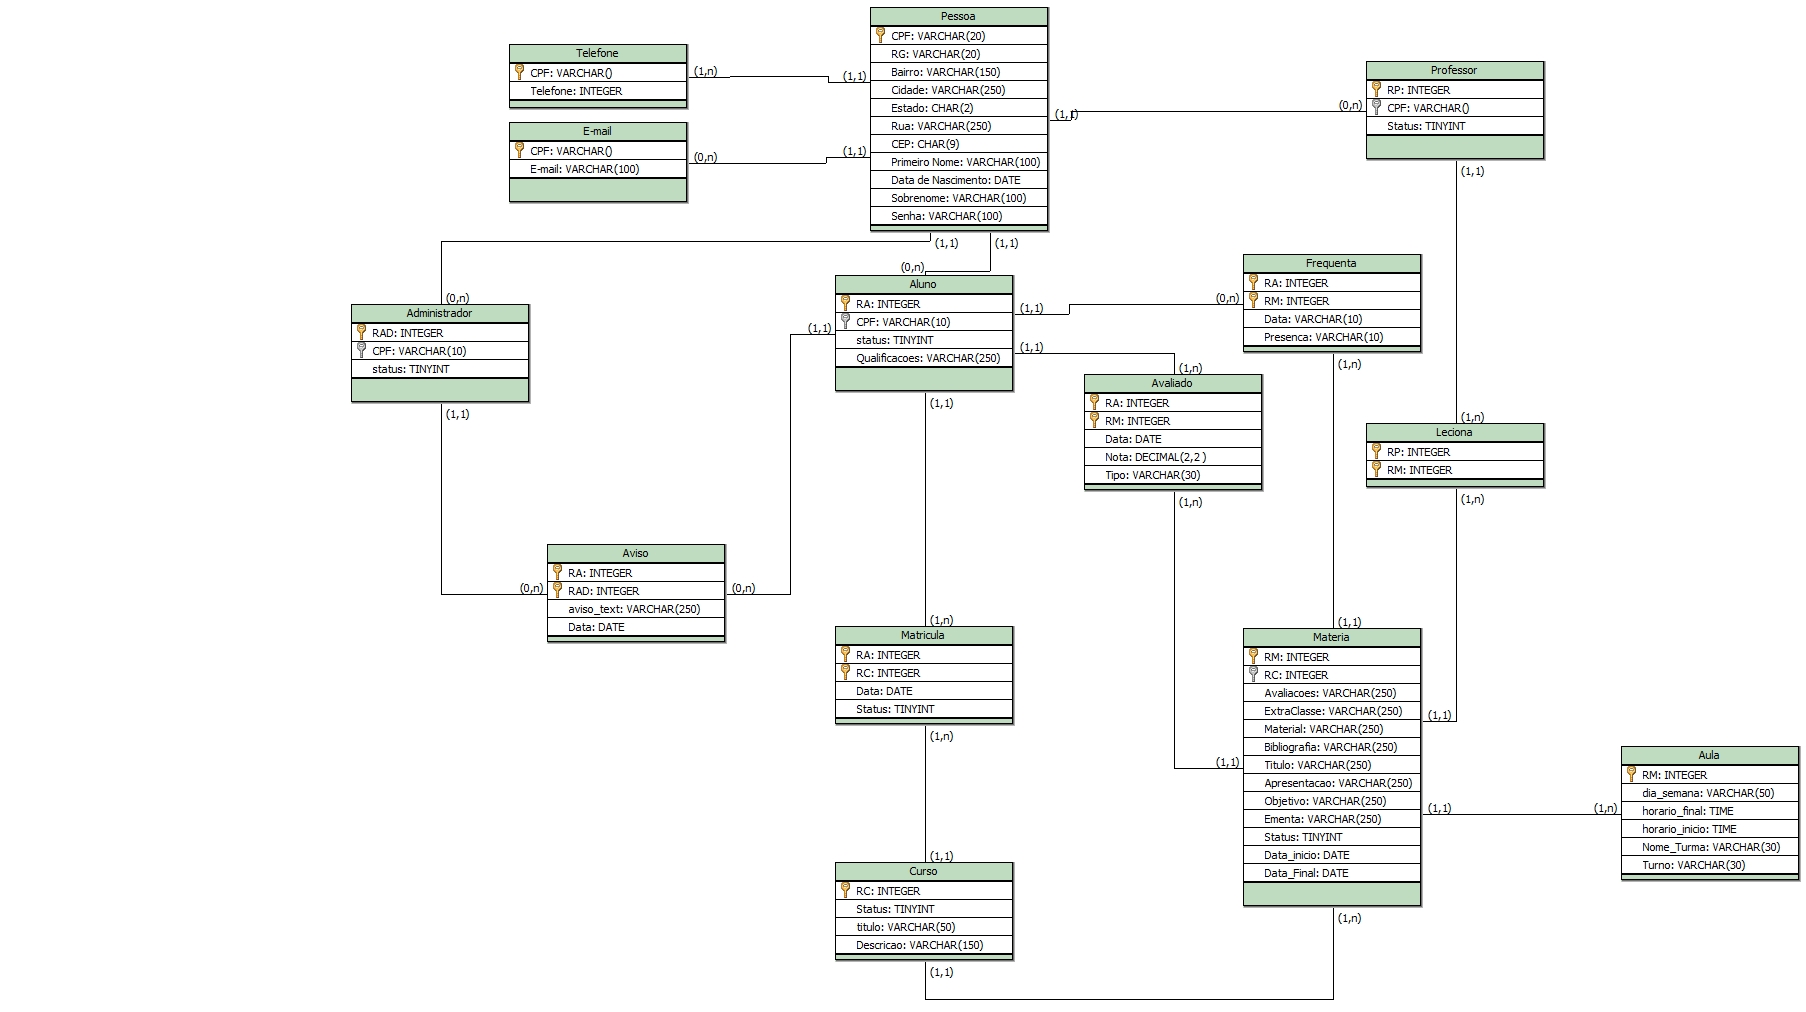 Pessoa
CPF: VARCHAR(20)
RG: VARCHAR(20)
Bairro: VARCHAR(150)
Cidade: VARCHAR(250)
Estado: CHAR(2)
Rua: VARCHAR(250)
CEP: CHAR(9)
Primeiro Nome: VARCHAR(100)
Data de Nascimento: DATE
Sobrenome: VARCHAR(100)
Senha: VARCHAR(100)
Telefone
CPF: VARCHAR()
Telefone: INTEGER
(1,n)
(1,1)
E-mail
CPF: VARCHAR()
E-mail: VARCHAR(100)
(0,n)
(1,1)
Professor
RP: INTEGER
CPF: VARCHAR()
Status: TINYINT
(1,1)
(0,n)
(1,1)
(1,1)
(1,1)
(0,n)
(0,n)
Administrador
RAD: INTEGER
CPF: VARCHAR(10)
status: TINYINT
(1,1)
Aluno
RA: INTEGER
CPF: VARCHAR(10)
status: TINYINT
Qualificacoes: VARCHAR(250)
(1,1)
(1,1)
(1,1)
(1,1)
(0,n)
Frequenta
RA: INTEGER
RM: INTEGER
Data: VARCHAR(10)
Presenca: VARCHAR(10)
(1,n)
(1,n)
Avaliado
RA: INTEGER
RM: INTEGER
Data: DATE
Nota: DECIMAL(2,2 )
Tipo: VARCHAR(30)
(1,n)
(1,n)
Leciona
RP: INTEGER
RM: INTEGER
(1,n)
Aviso
RA: INTEGER
RAD: INTEGER
aviso_text: VARCHAR(250)
Data: DATE
(0,n)
(0,n)
(1,n)
Matricula
RA: INTEGER
RC: INTEGER
Data: DATE
Status: TINYINT
(1,n)
(1,1)
Materia
RM: INTEGER
RC: INTEGER
Avaliacoes: VARCHAR(250)
ExtraClasse: VARCHAR(250)
Material: VARCHAR(250)
Bibliografia: VARCHAR(250)
Titulo: VARCHAR(250)
Apresentacao: VARCHAR(250)
Objetivo: VARCHAR(250)
Ementa: VARCHAR(250)
Status: TINYINT
Data_inicio: DATE
Data_Final: DATE
(1,1)
(1,1)
(1,1)
(1,n)
(1,n)
Aula
RM: INTEGER
dia_semana: VARCHAR(50)
horario_final: TIME
horario_inicio: TIME
Nome_Turma: VARCHAR(30)
Turno: VARCHAR(30)
(1,1)
Curso
RC: INTEGER
Status: TINYINT
titulo: VARCHAR(50)
Descricao: VARCHAR(150)
(1,1)